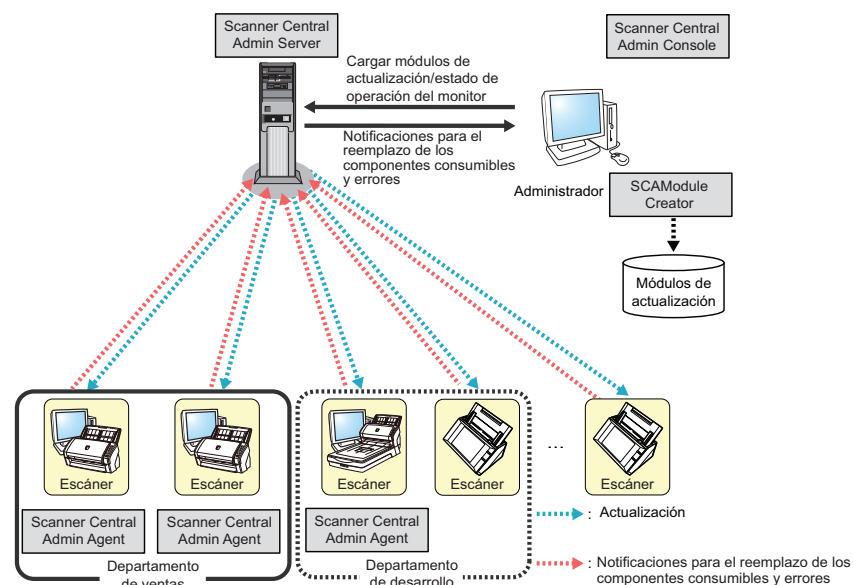 Scanner Central
Admin Server
Scanner Central
Admin Console
Cargar módulos de
actualización/estado de
operación del monitor
Notificaciones para el
reemplazo de los
componentes consumibles
y errores
Administrador
SCAModule
Creator
Módulos de
actualización
Escáner
Escáner
Escáner
Escáner
...
Escáner
Scanner Central
Admin Agent
Scanner Central
Admin Agent
Scanner Central
Admin Agent
Departamento
de ventas
Departamento
de desarrollo
: Actualización
: Notificaciones para el reemplazo de los
componentes consumibles y errores